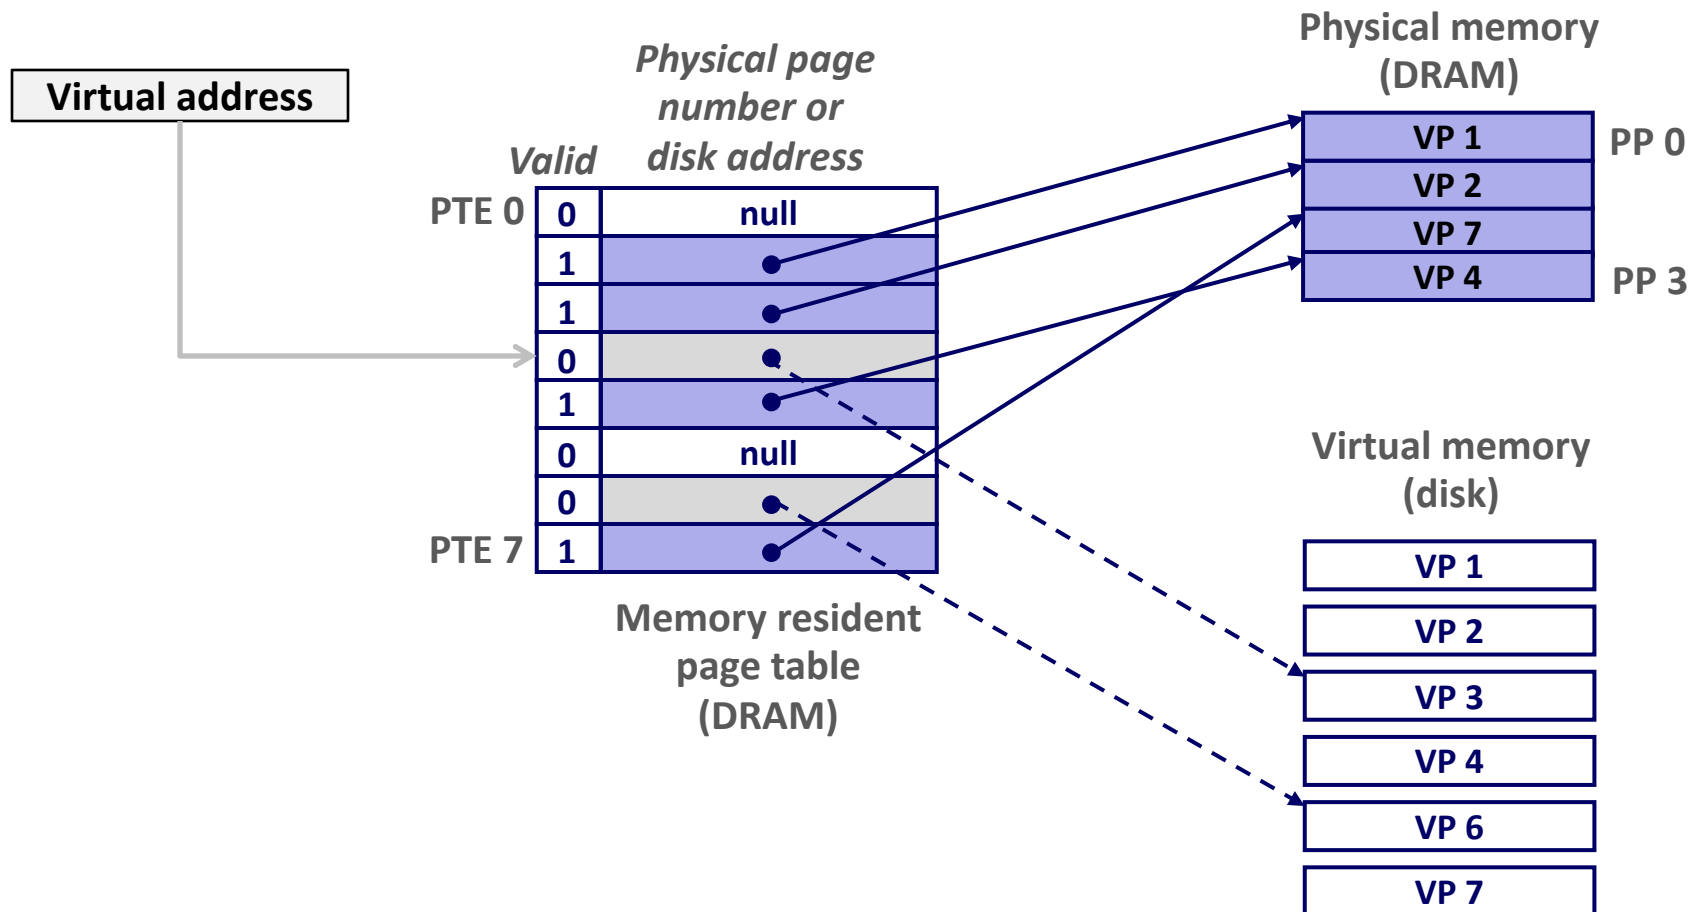 Virtual address
Physical page
number or
disk address
Valid
PTE 0
0
null
1
1
0
1
0
null
0
PTE 7
1
Memory resident
page table
(DRAM)
Physical memory
(DRAM)
VP 1
PP 0
VP 2
VP 7
VP 4
PP 3
Virtual memory
(disk)
VP 1
VP 2
VP 3
VP 4
VP 6
VP 7